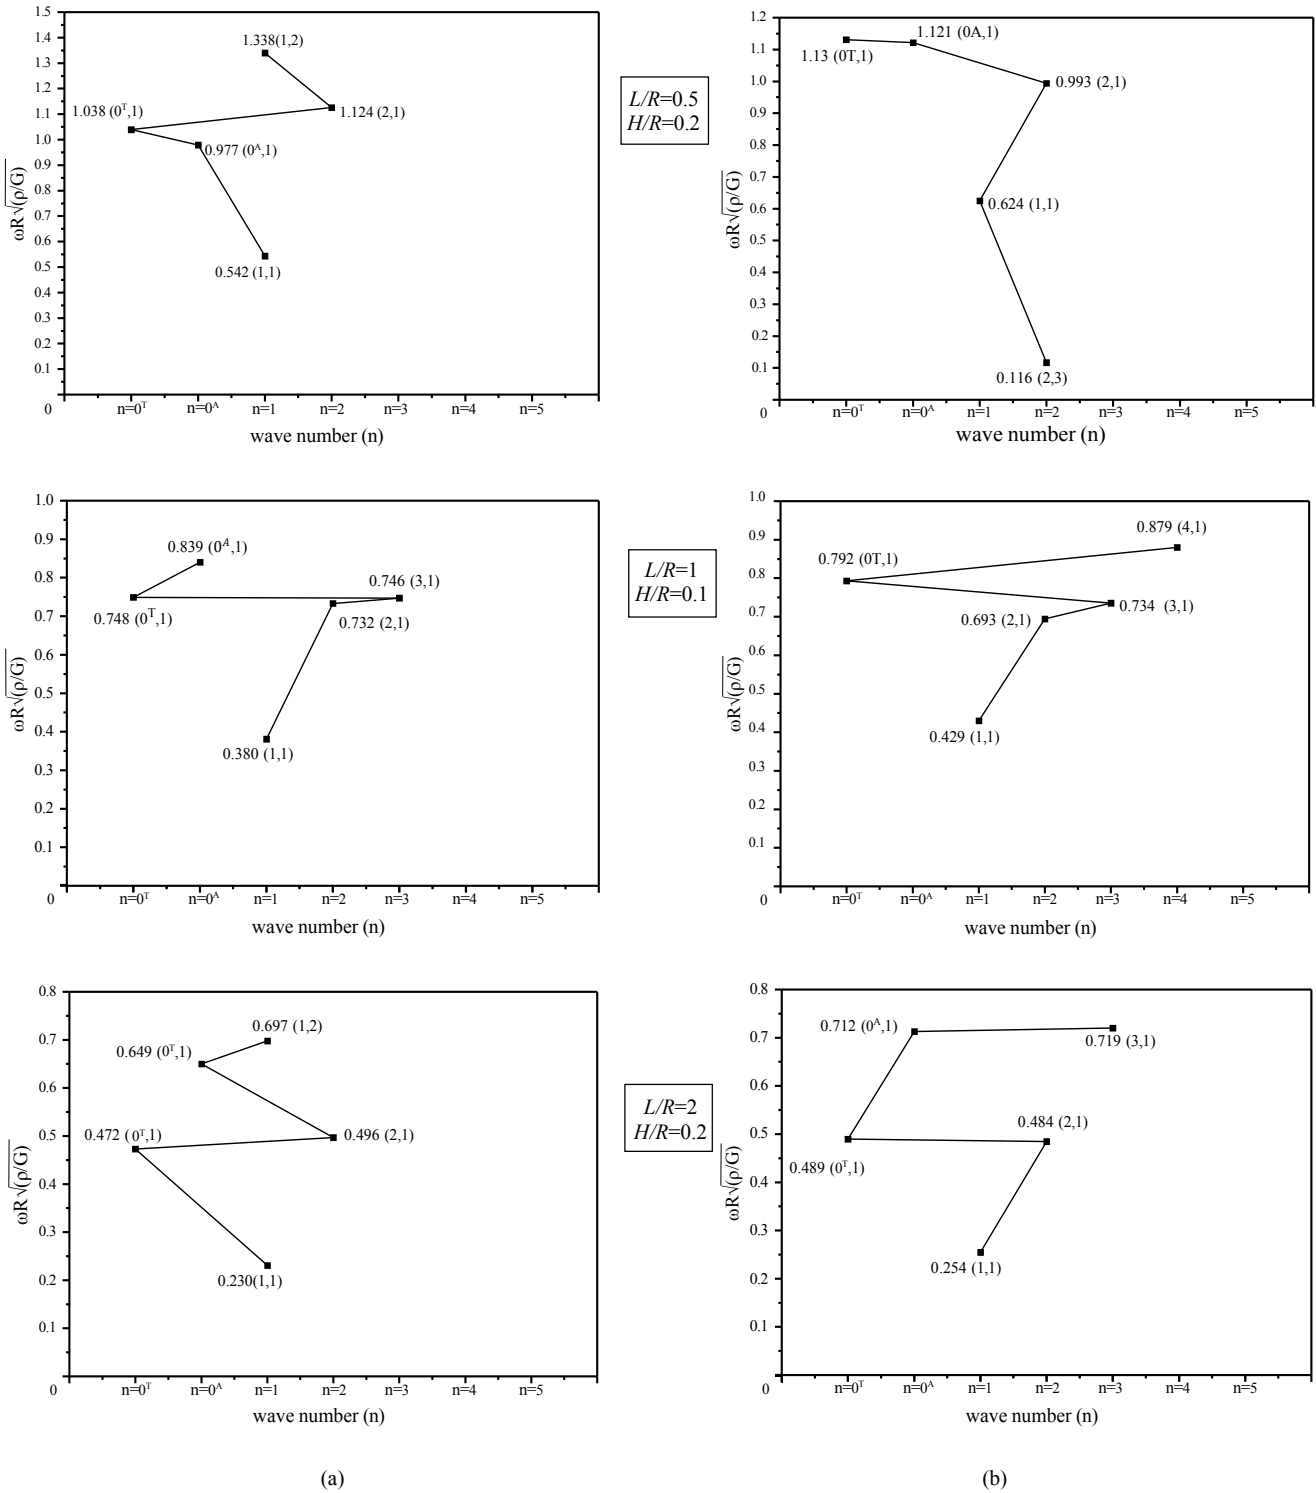 1.5
1.4
1.3
1.2
1.1
1.0
0.9
0.8
0.7
0.6
0.5
0.4
0.3
0.2
0.1
0
ωR√(ρ/G)
1.338(1,2)
1.038 (0ᵀ,1)
1.124 (2,1)
0.977 (0ᴬ,1)
0.542 (1,1)
n=0ᵀ n=0ᴬ n=1 n=2 n=3 n=4 n=5
wave number (n)
L/R=0.5
H/R=0.2
1.2
1.1
1.0
0.9
0.8
0.7
0.6
0.5
0.4
0.3
0.2
0.1
0
ωR√(ρ/G)
1.121 (0A,1)
1.13 (0T,1)
0.993 (2,1)
0.624 (1,1)
0.116 (2,3)
n=0ᵀ n=0ᴬ n=1 n=2 n=3 n=4 n=5
wave number (n)
1.0
0.9
0.8
0.7
0.6
0.5
0.4
0.3
0.2
0.1
0
ωR√(ρ/G)
0.839 (0ᴬ,1)
0.746 (3,1)
0.748 (0ᵀ,1)
0.732 (2,1)
0.380 (1,1)
n=0ᵀ n=0ᴬ n=1 n=2 n=3 n=4 n=5
wave number (n)
L/R=1
H/R=0.1
1.0
0.9
0.8
0.7
0.6
0.5
0.4
0.3
0.2
0.1
0
ωR√(ρ/G)
0.879 (4,1)
0.792 (0T,1)
0.734 (3,1)
0.693 (2,1)
0.429 (1,1)
n=0ᵀ n=0ᴬ n=1 n=2 n=3 n=4 n=5
wave number (n)
0.8
0.7
0.6
0.5
0.4
0.3
0.2
0.1
0
ωR√(ρ/G)
0.697 (1,2)
0.649 (0ᵀ,1)
0.472 (0ᵀ,1)
0.496 (2,1)
0.230(1,1)
n=0ᵀ n=0ᴬ n=1 n=2 n=3 n=4 n=5
wave number (n)
L/R=2
H/R=0.2
0.8
0.7
0.6
0.5
0.4
0.3
0.2
0.1
0
ωR√(ρ/G)
0.712 (0ᴬ,1)
0.719 (3,1)
0.484 (2,1)
0.489 (0ᵀ,1)
0.254 (1,1)
n=0ᵀ n=0ᴬ n=1 n=2 n=3 n=4 n=5
wave number (n)
(a)
(b)